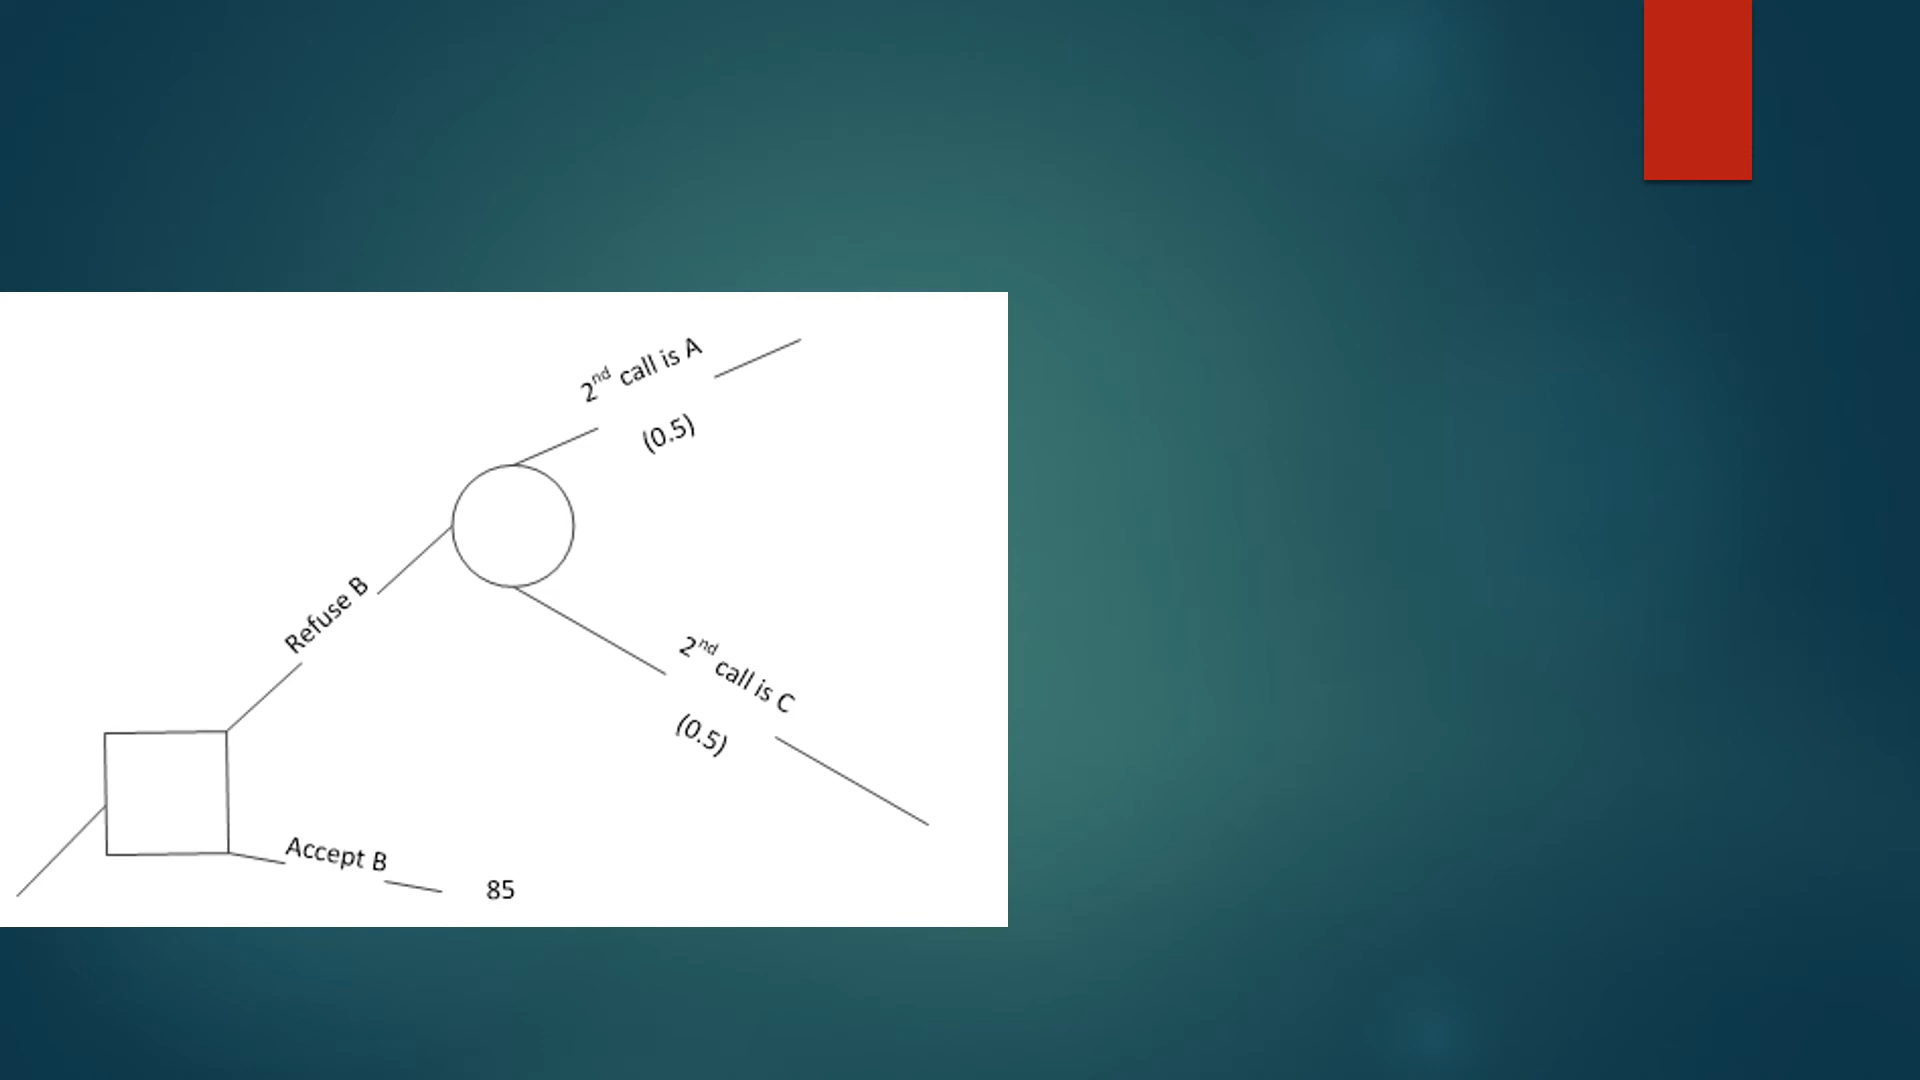 2nd call is A
(0.5)
Refuse B
2nd call is C
(0.5)
Accept B
85